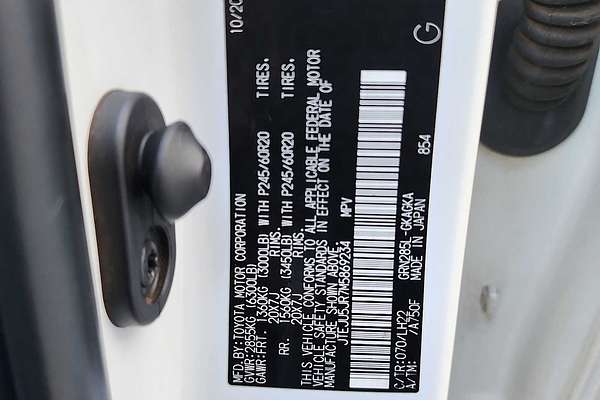 MFD.BY:TOYOTA MOTOR CORPORATION 10/20
GVWR:2855KG (6300LB)
GAWR:FRT. 1360KG (3000LB) WITH P245/60R20 TIRES.
20X7J RIMS.
RR. 1560KG (3450LB) WITH P245/60R20 TIRES.
20X7J RIMS.
THIS VEHICLE CONFORMS TO ALL APPLICABLE FEDERAL MOTOR
VEHICLE SAFETY STANDARDS IN EFFECT ON THE DATE OF
MANUFACTURE SHOWN ABOVE.
JTEJU5JR7M5869234 MPV
C/TR:070/LH22 GRN285L-GKAGKA 854
A/TM: /A750F MADE IN JAPAN
G